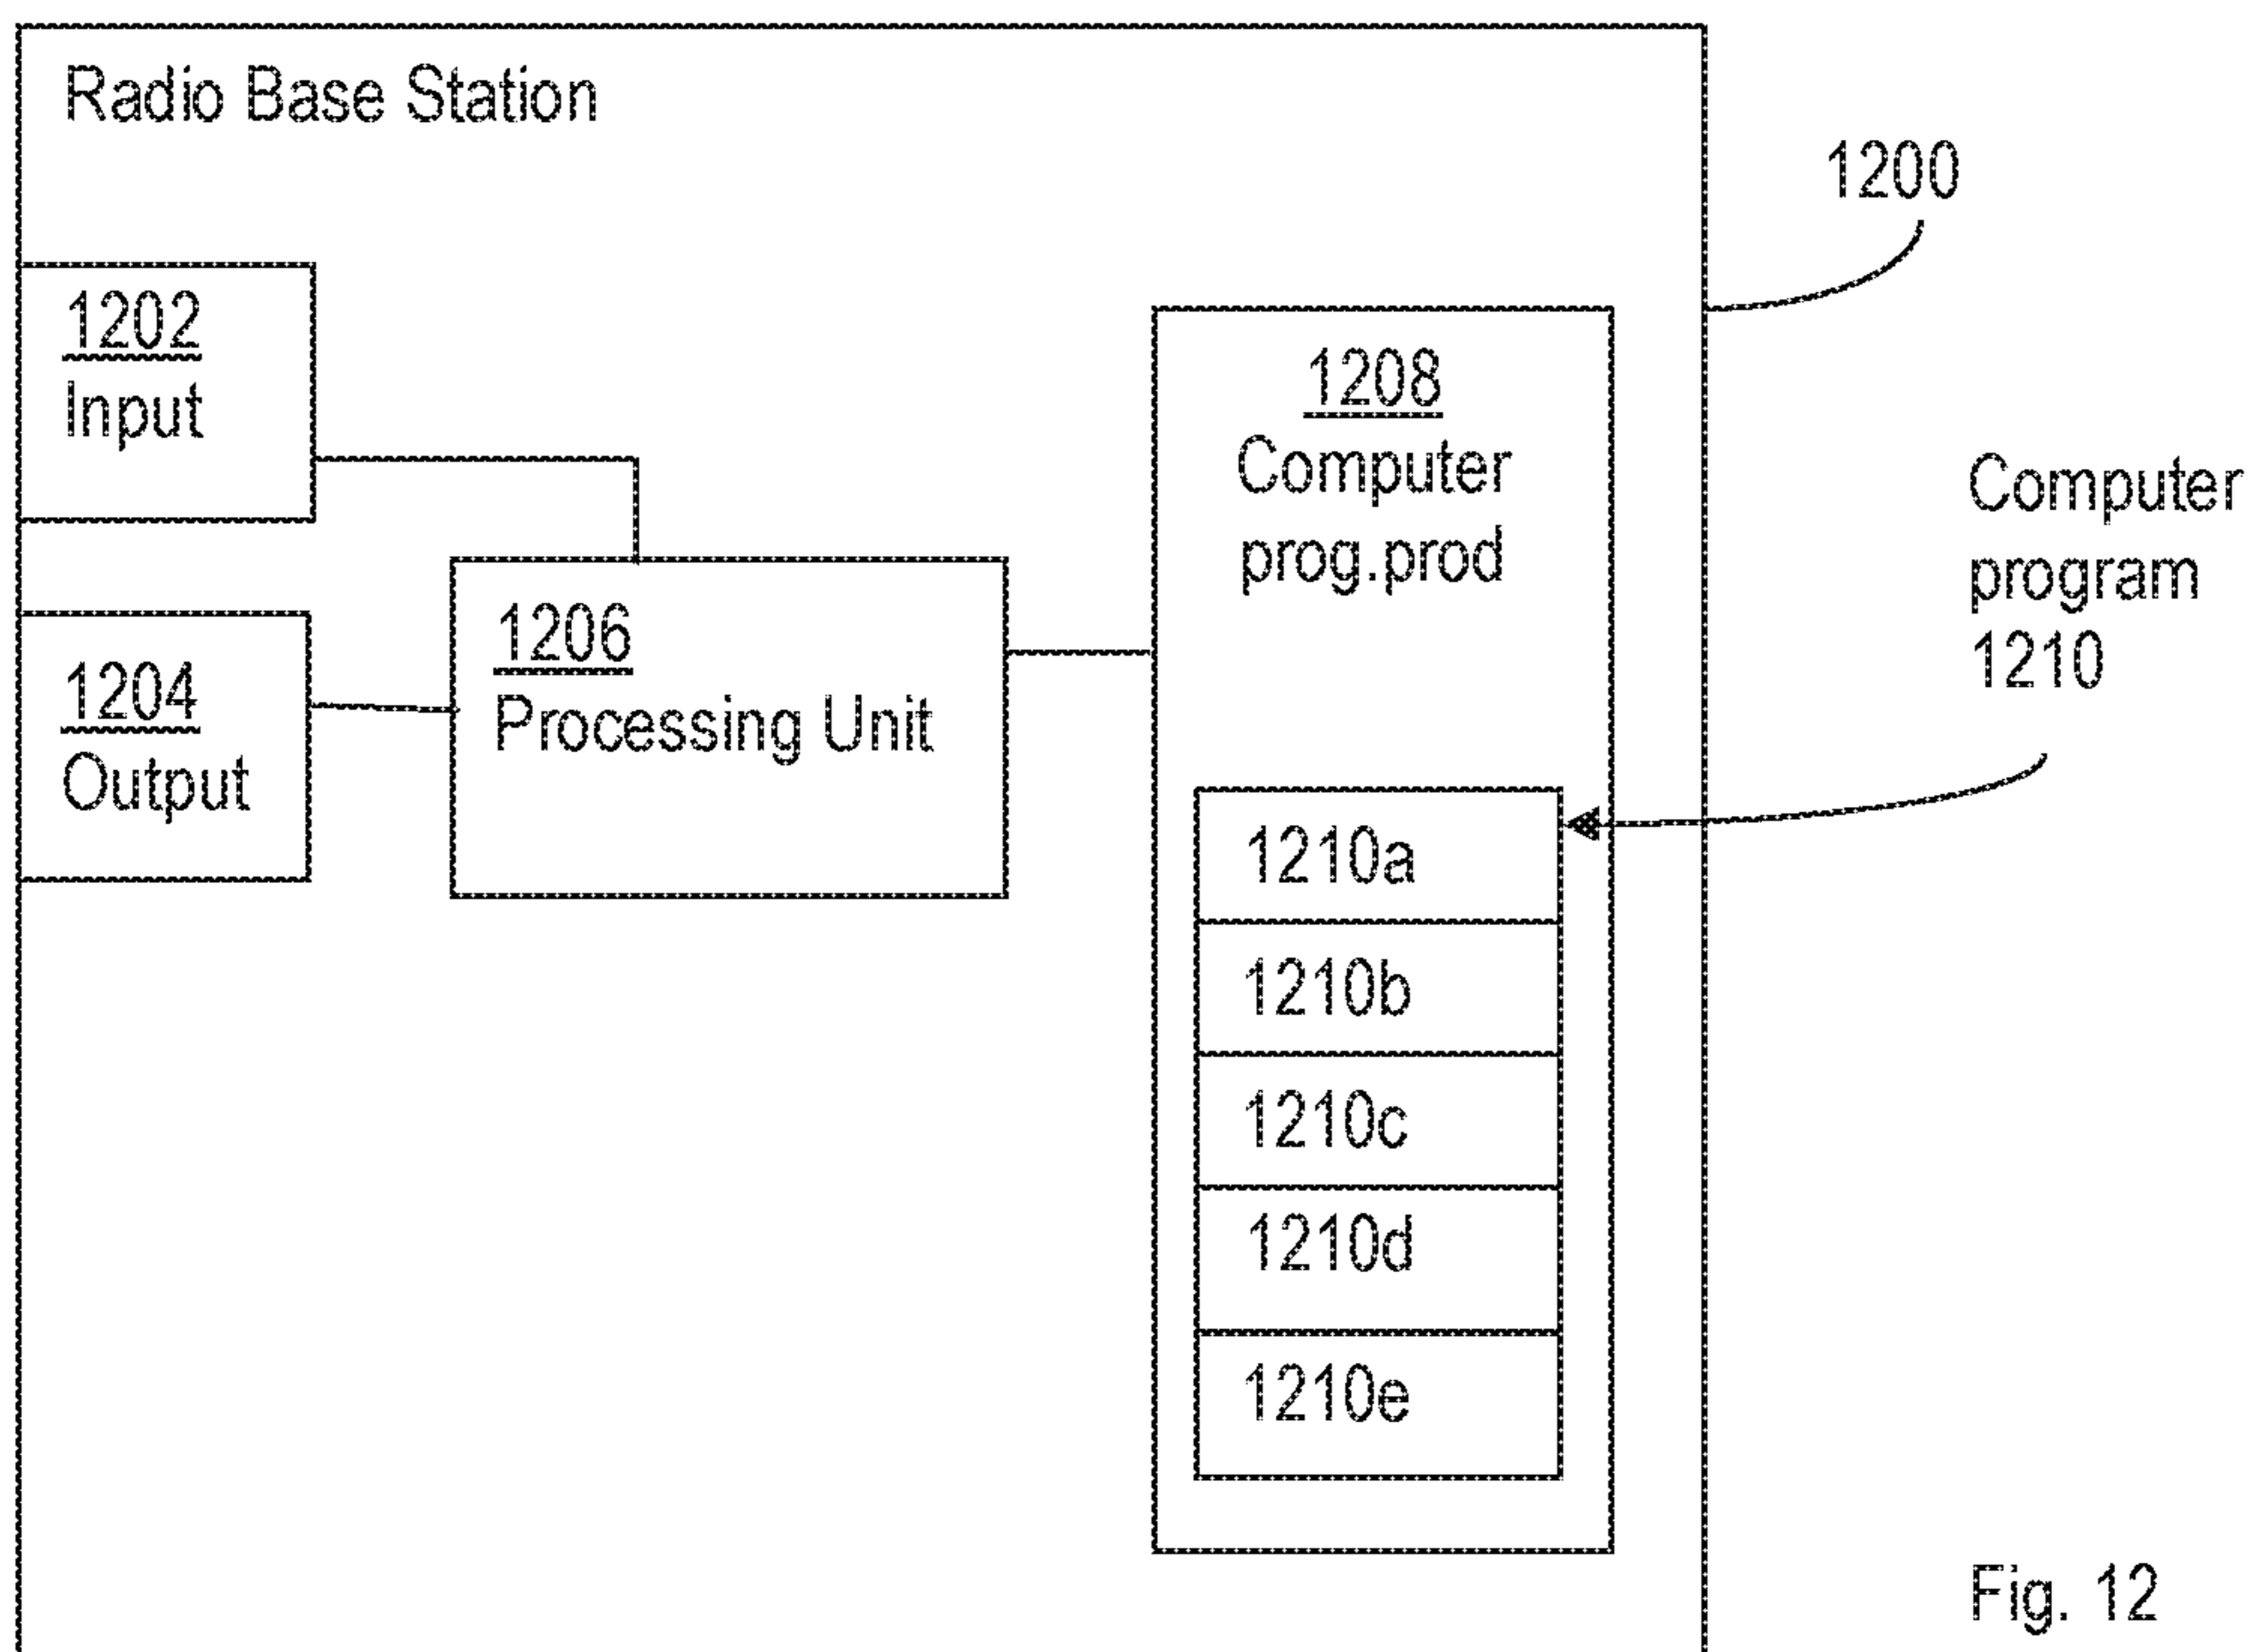 Radio Base Station
1200
1202
Input
1204
Output
1206
Processing Unit
1208
Computer
prog.prod
Computer
program
1210
1210a
1210b
1210c
1210d
1210e
Fig. 12